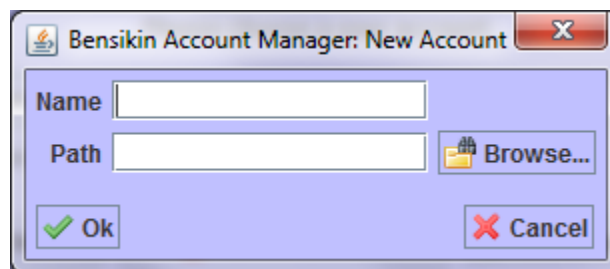 Bensikin Account Manager: New Account
Name
Path
Browse...
Ok
Cancel